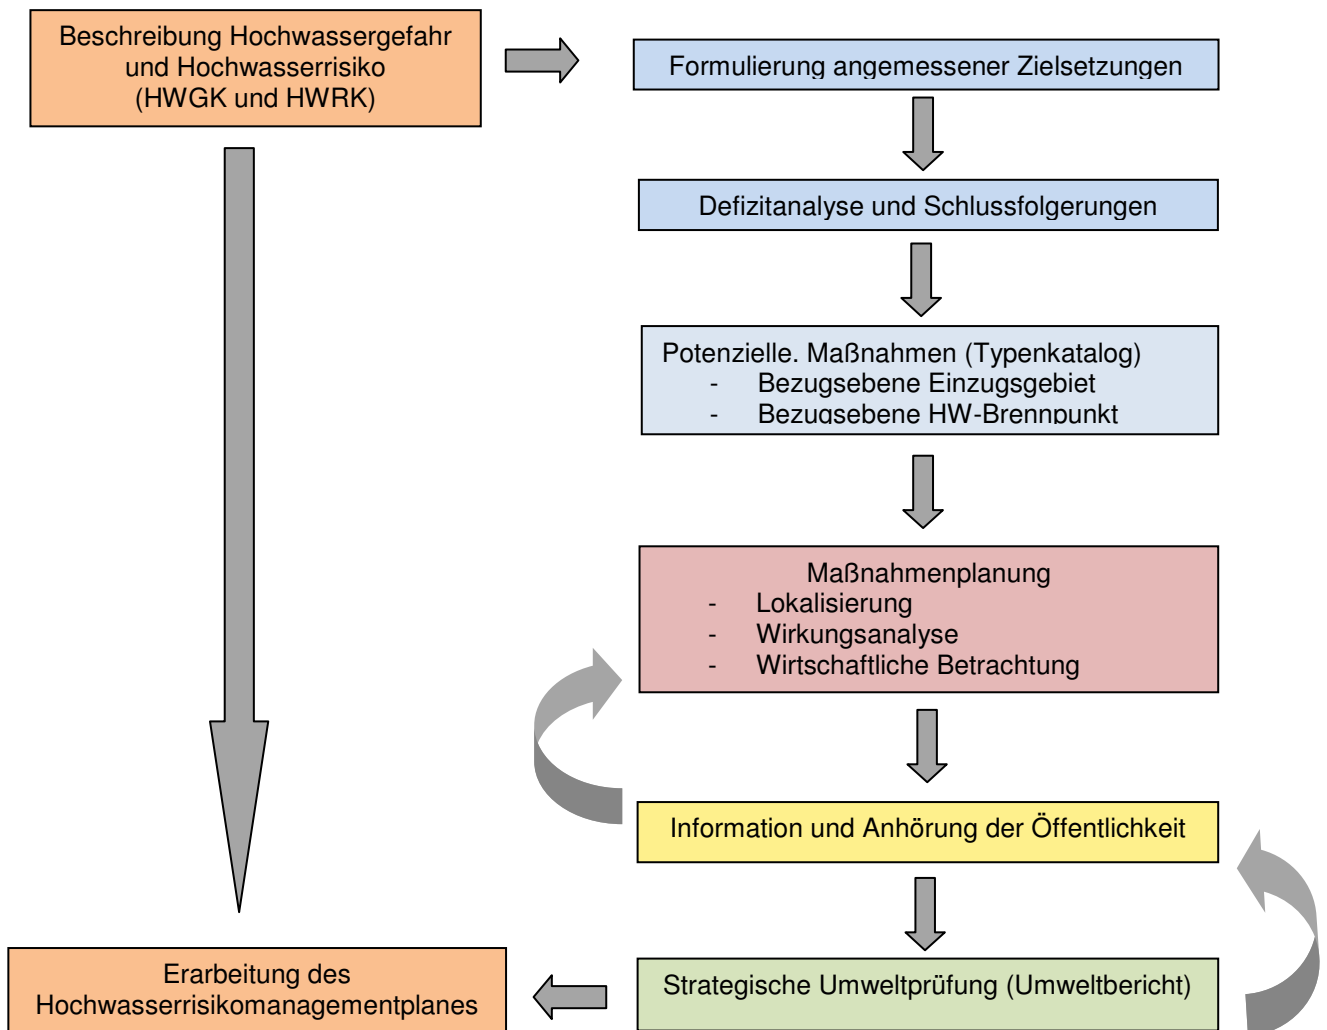 Beschreibung Hochwassergefahr
und Hochwasserrisiko
(HWGK und HWRK)
Formulierung angemessener Zielsetzungen
Defizitanalyse und Schlussfolgerungen
Potenzielle. Maßnahmen (Typenkatalog)
- Bezugsebene Einzugsgebiet
- Bezugsebene HW-Brennpunkt
Maßnahmenplanung
- Lokalisierung
- Wirkungsanalyse
- Wirtschaftliche Betrachtung
Information und Anhörung der Öffentlichkeit
Strategische Umweltprüfung (Umweltbericht)
Erarbeitung des
Hochwasserrisikomanagementplanes